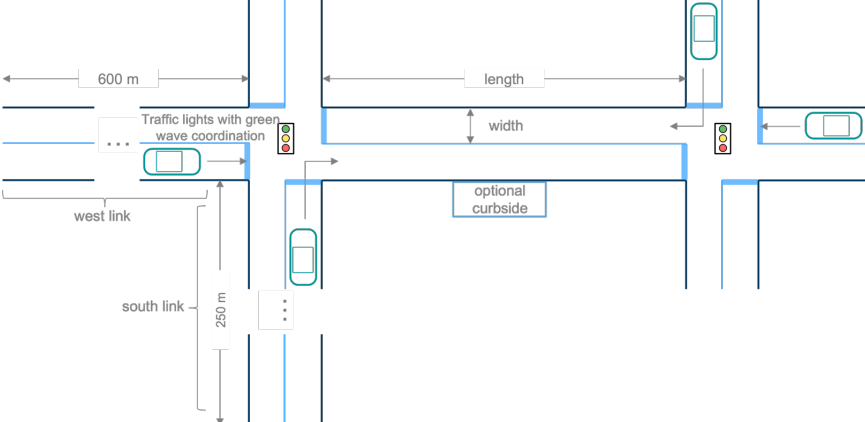 600 m
length
Traffic lights with green
wave coordination
width
...
optional
curbside
west link
south link
250 m
...